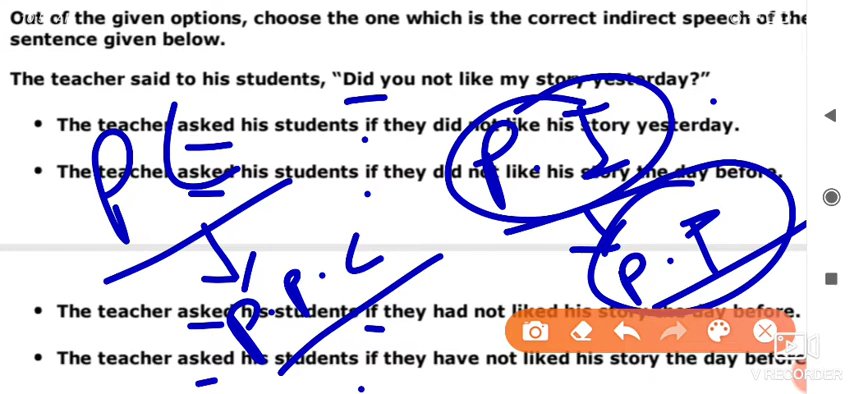 Out of the given options, choose the one which is the correct indirect speech of the
sentence given below.
The teacher said to his students, “Did you not like my story yesterday?”
• The teacher asked his students if they did not like his story yesterday.
• The teacher asked his students if they did not like his story the day before.
P
P.I
P.I
P.P.
• The teacher asked his students if they had not liked his story the day before.
• The teacher asked his students if they have not liked his story the day before
V RECORDER